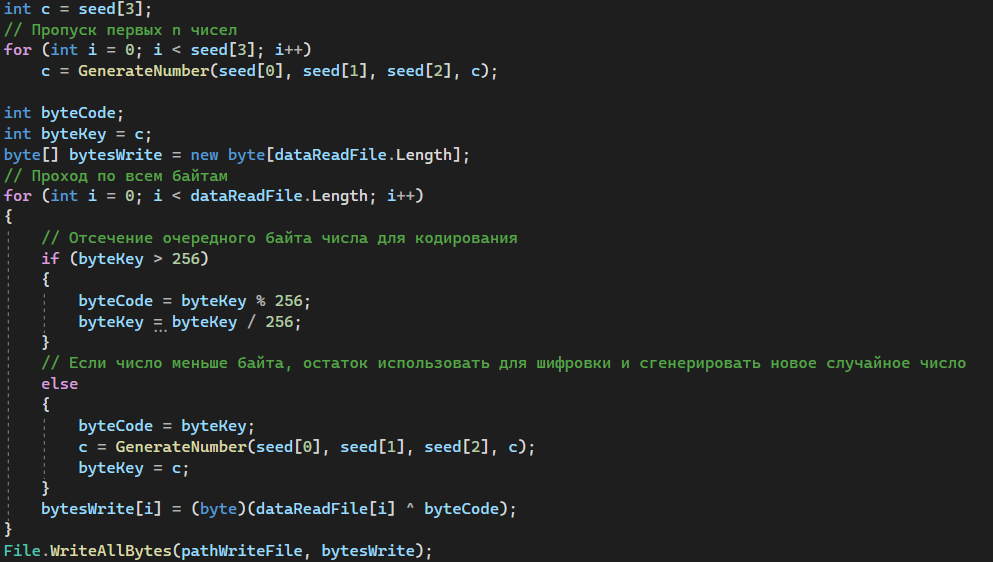 int c = seed[3];
// Пропуск первых n чисел
for (int i = 0; i < seed[3]; i++)
    c = GenerateNumber(seed[0], seed[1], seed[2], c);

int byteCode;
int byteKey = c;
byte[] bytesWrite = new byte[dataReadFile.Length];
// Проход по всем байтам
for (int i = 0; i < dataReadFile.Length; i++)
{
    // Отсечение очередного байта числа для кодирования
    if (byteKey > 256)
    {
        byteCode = byteKey % 256;
        byteKey = byteKey / 256;
    }
    // Если число меньше байта, остаток использовать для шифровки и сгенерировать новое случайное число
    else
    {
        byteCode = byteKey;
        c = GenerateNumber(seed[0], seed[1], seed[2], c);
        byteKey = c;
    }
    bytesWrite[i] = (byte)(dataReadFile[i] ^ byteCode);
}
File.WriteAllBytes(pathWriteFile, bytesWrite);